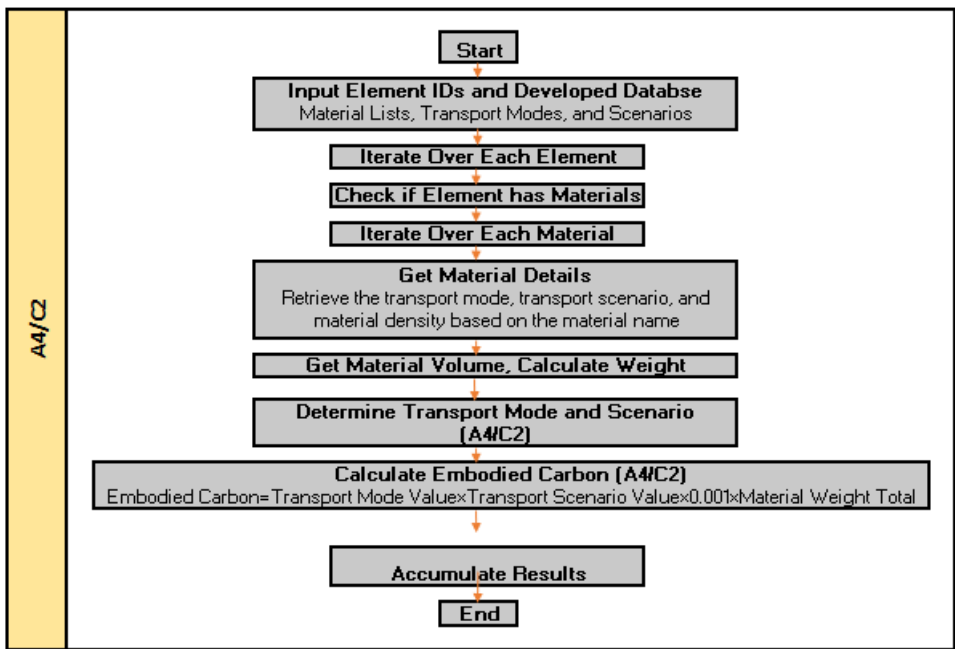 A4/C2
Start
Input Element IDs and Developed Databse
Material Lists, Transport Modes, and Scenarios
Iterate Over Each Element
Check if Element has Materials
Iterate Over Each Material
Get Material Details
Retrieve the transport mode, transport scenario, and
material density based on the material name
Get Material Volume, Calculate Weight
Determine Transport Mode and Scenario
(A4/C2)
Calculate Embodied Carbon (A4/C2)
Embodied Carbon=Transport Mode Value×Transport Scenario Value×0.001×Material Weight Total
Accumulate Results
End